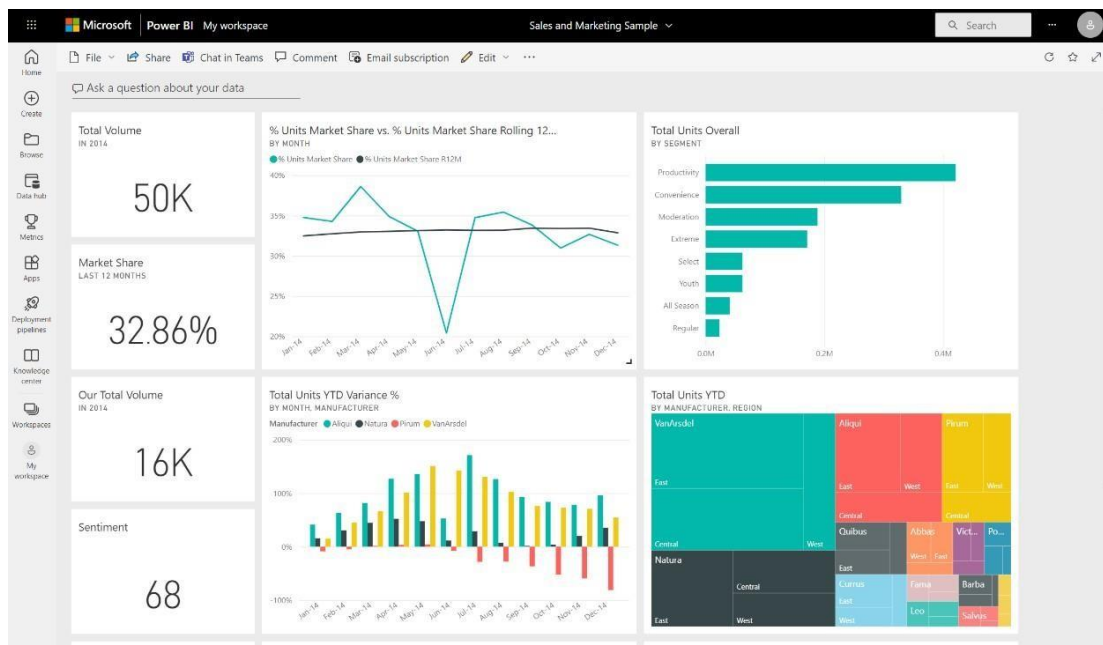 Microsoft Power BI My workspace
Sales and Marketing Sample
Search
File Share Chat in Teams Comment Email subscription Edit
Home
Create
Browse
Data hub
Metrics
Apps
Deployment
pipelines
Knowledge
center
Workspaces
My
workspace
Ask a question about your data
Total Volume
IN 2014
50K
Market Share
LAST 12 MONTHS
32.86%
Our Total Volume
IN 2014
16K
Sentiment
68
% Units Market Share vs. % Units Market Share Rolling 12...
BY MONTH
% Units Market Share % Units Market Share R12M
40%
35%
30%
25%
20%
Jan-14 Feb-14 Mar-14 Apr-14 May-14 Jun-14 Jul-14 Aug-14 Sep-14 Oct-14 Nov-14 Dec-14
Total Units Overall
BY SEGMENT
Productivity
Convenience
Moderation
Extreme
Select
Youth
All Season
Regular
0.0M 0.2M 0.4M
Total Units YTD Variance %
BY MONTH, MANUFACTURER
Manufacturer Aliqui Natura Pirum VanArsdel
200%
100%
0%
-100%
Jan-14 Feb-14 Mar-14 Apr-14 May-14 Jun-14 Jul-14 Aug-14 Sep-14 Oct-14 Nov-14 Dec-14
Total Units YTD
BY MANUFACTURER, REGION
VanArsdel Aliqui Pirum
East East West East West
Central Central
Central West
Quibus Abbas Vict... Po...
West East
East
Natura
Central
East West
Currus Fama Barba
East
West
Leo Salvus